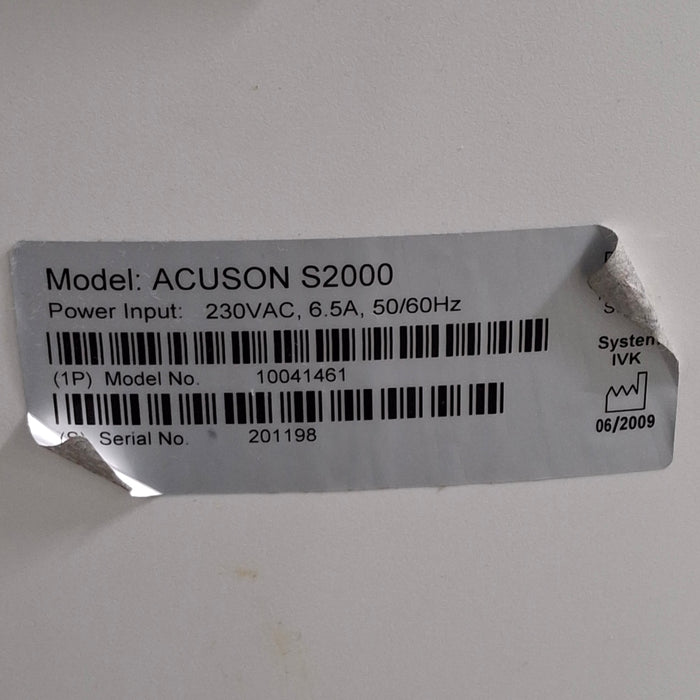 Model: ACUSON S2000
Power Input: 230VAC, 6.5A, 50/60Hz
(1P) Model No. 10041461
(S) Serial No. 201198
System
IVK
06/2009